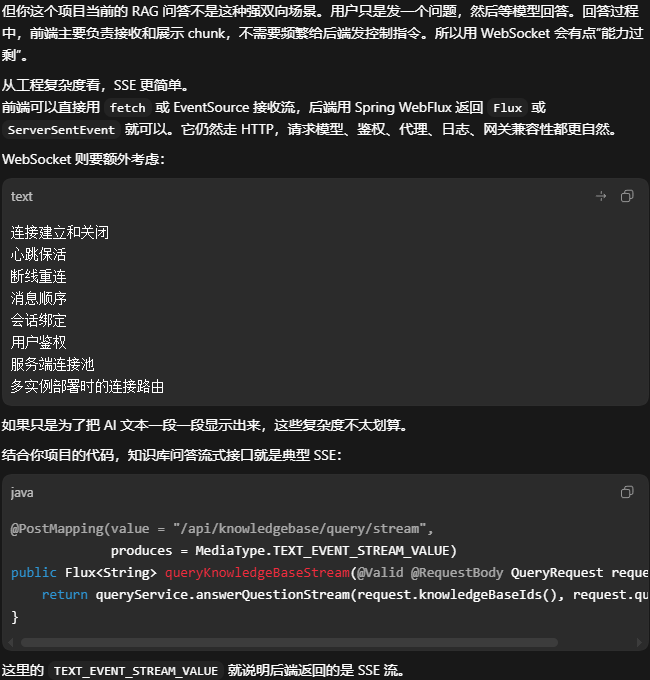 但你这个项目当前的 RAG 问答不是这种强双向场景。用户只是发一个问题，然后等模型回答。回答过程
中，前端主要负责接收和展示 chunk，不需要频繁给后端发控制指令。所以用 WebSocket 会有点“能力过
剩”。
从工程复杂度看，SSE 更简单。
前端可以直接用 fetch 或 EventSource 接收流，后端用 Spring WebFlux 返回 Flux 或
ServerSentEvent 就可以。它仍然走 HTTP，请求模型、鉴权、代理、日志、网关兼容性都更自然。
WebSocket 则要额外考虑：
text
连接建立和关闭
心跳保活
断线重连
消息顺序
会话绑定
用户鉴权
服务端连接池
多实例部署时的连接路由
如果只是为了把 AI 文本一段一段显示出来，这些复杂度不太划算。
结合你项目的代码，知识库问答流式接口就是典型 SSE：
java
@PostMapping(value = "/api/knowledgebase/query/stream",
produces = MediaType.TEXT_EVENT_STREAM_VALUE)
public Flux<String> queryKnowledgeBaseStream(@Valid @RequestBody QueryRequest reque
return queryService.answerQuestionStream(request.knowledgeBaseIds(), request.qu
}
这里的 TEXT_EVENT_STREAM_VALUE 就说明后端返回的是 SSE 流。